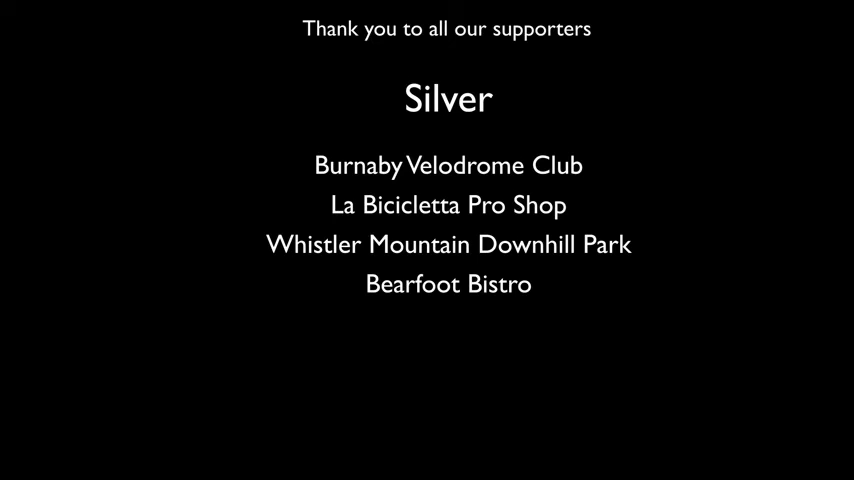 Thank you to all our supporters
Silver
Burnaby Velodrome Club
La Bicicletta Pro Shop
Whistler Mountain Downhill Park
Bearfoot Bistro